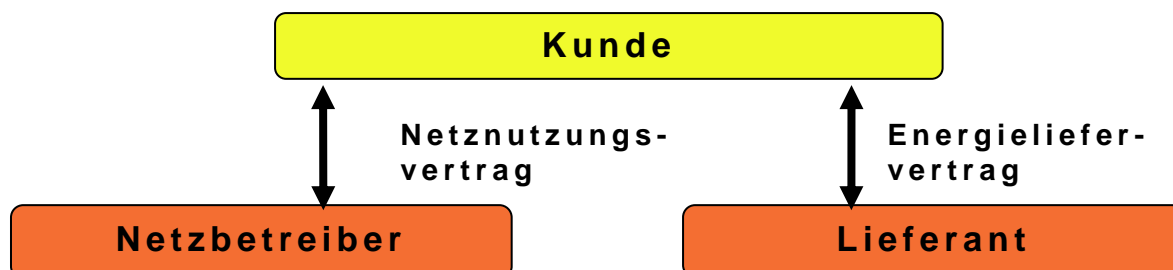 Kunde
Netznutzungs-
vertrag
Energieliefer-
vertrag
Netzbetreiber
Lieferant